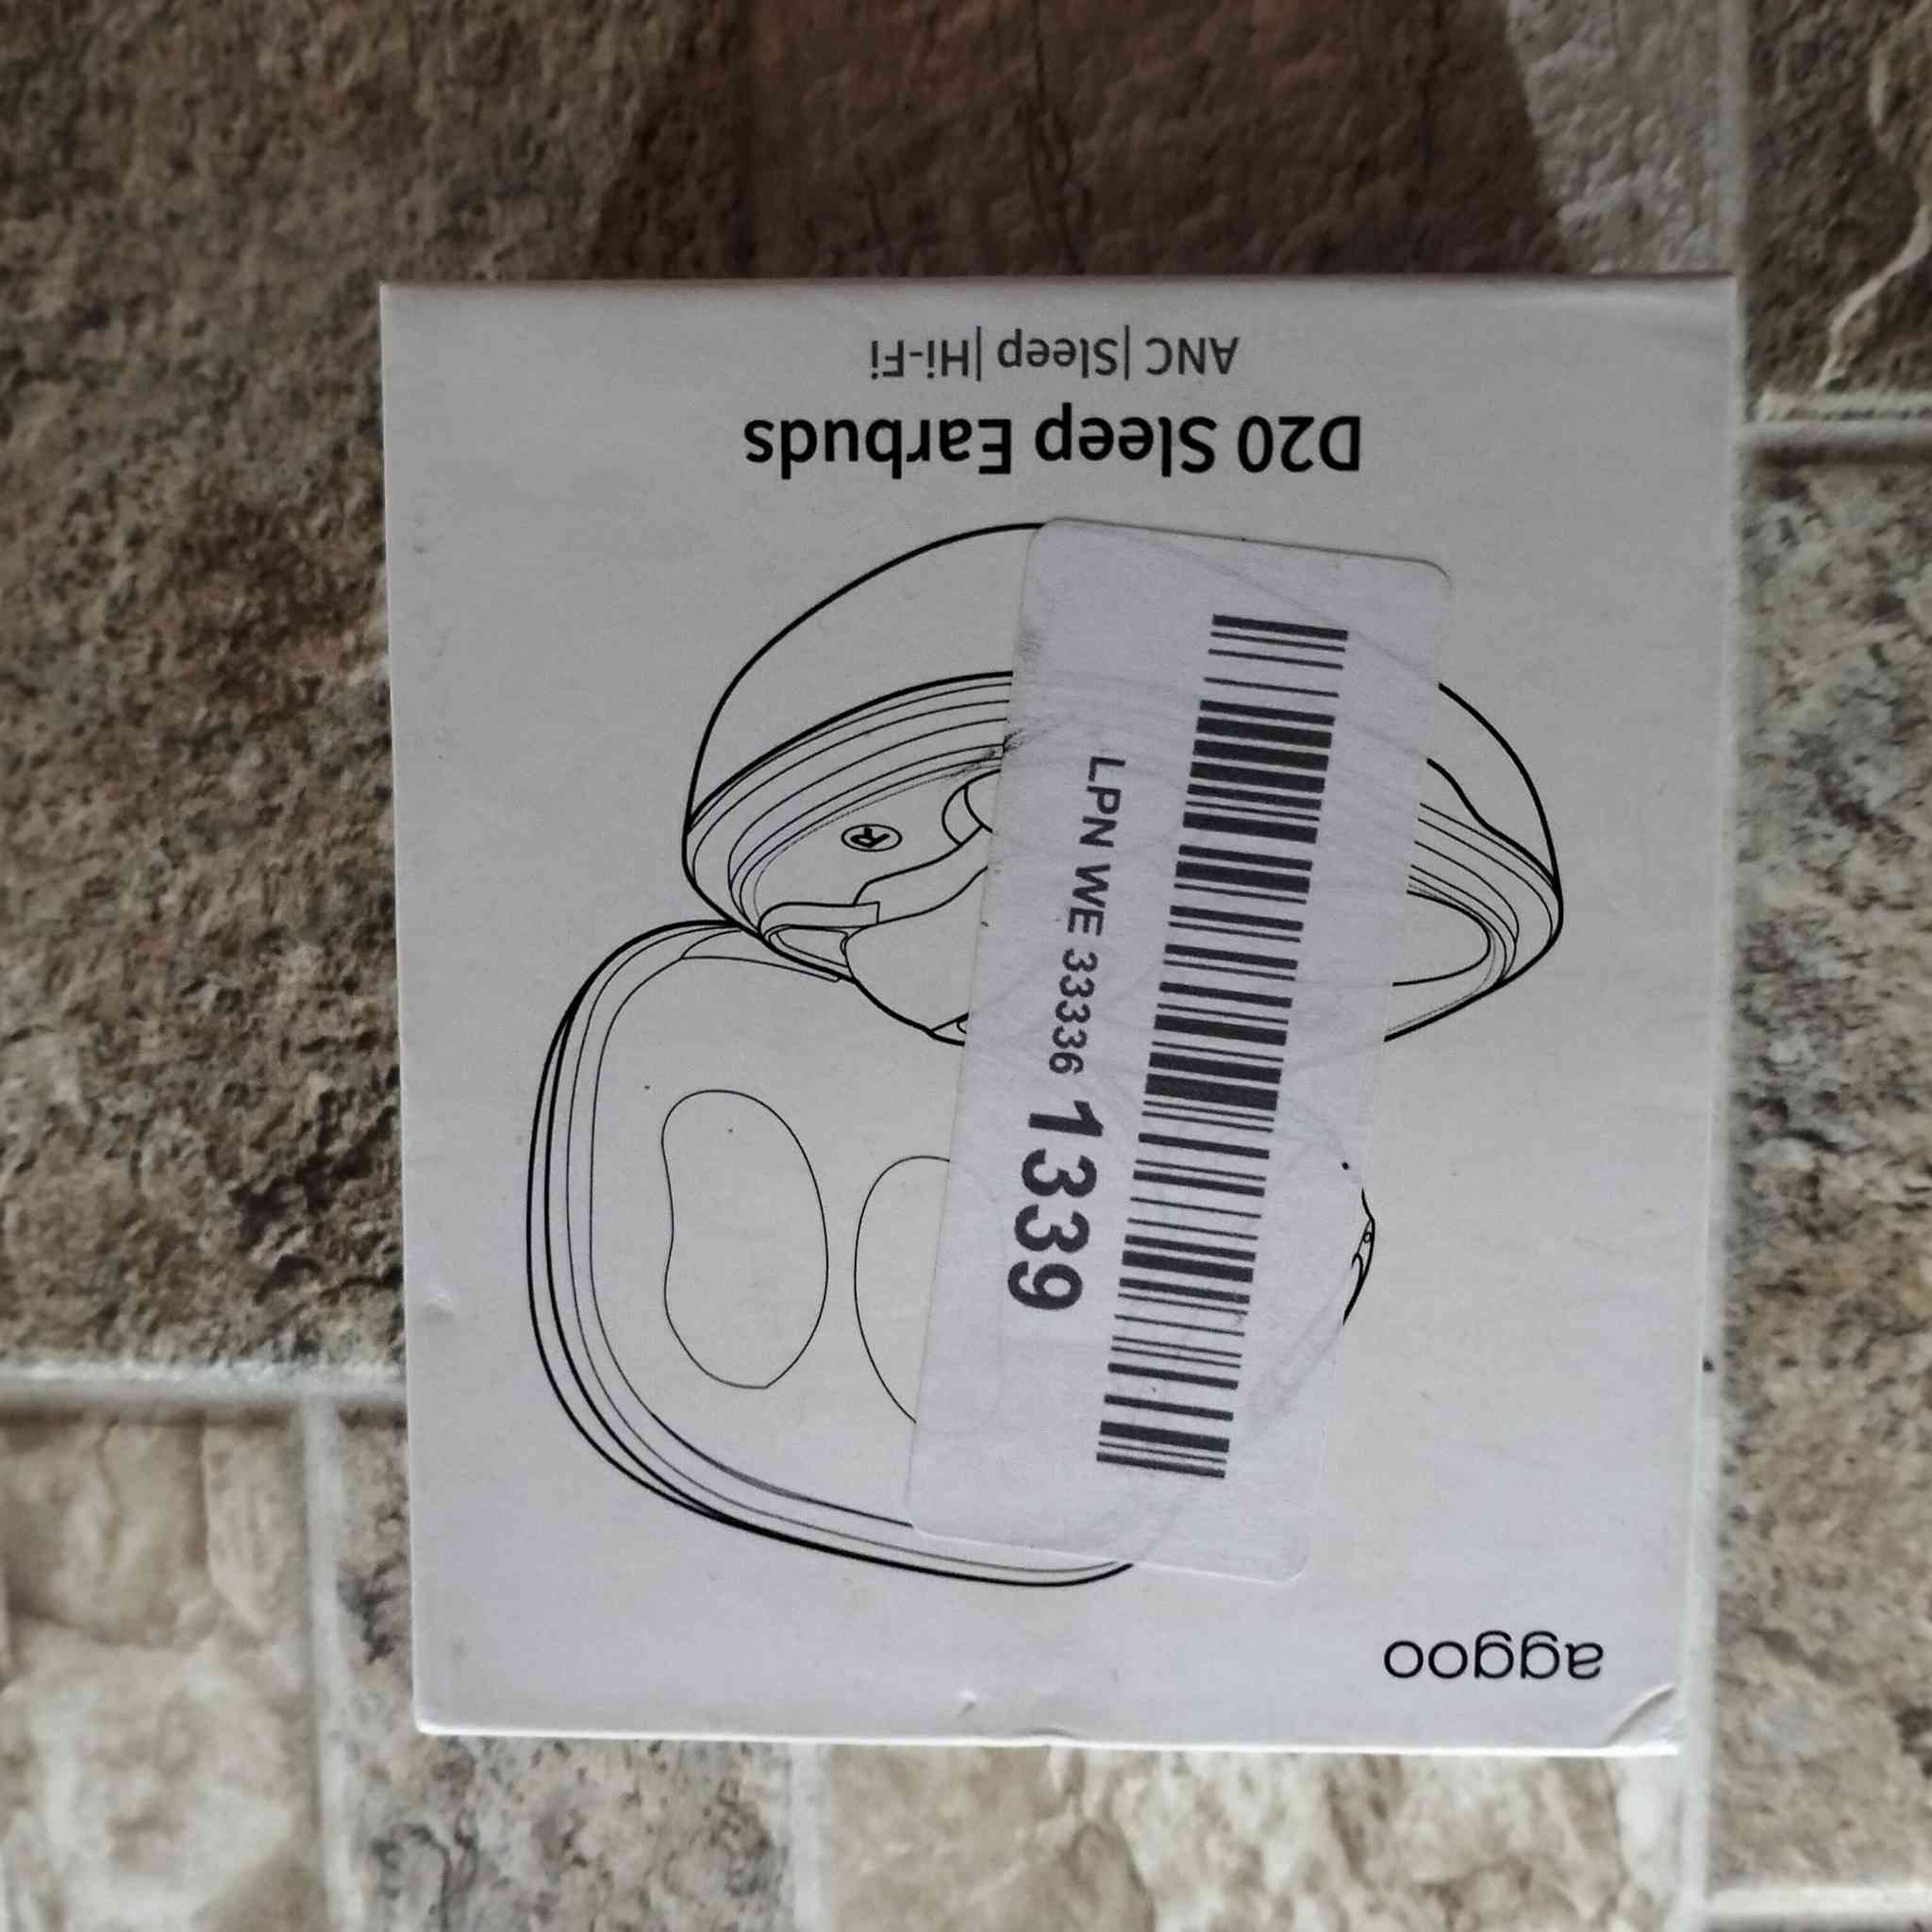 aggoo
LPN WE 33336 1339
R
D20 Sleep Earbuds
ANC|Sleep|Hi-Fi